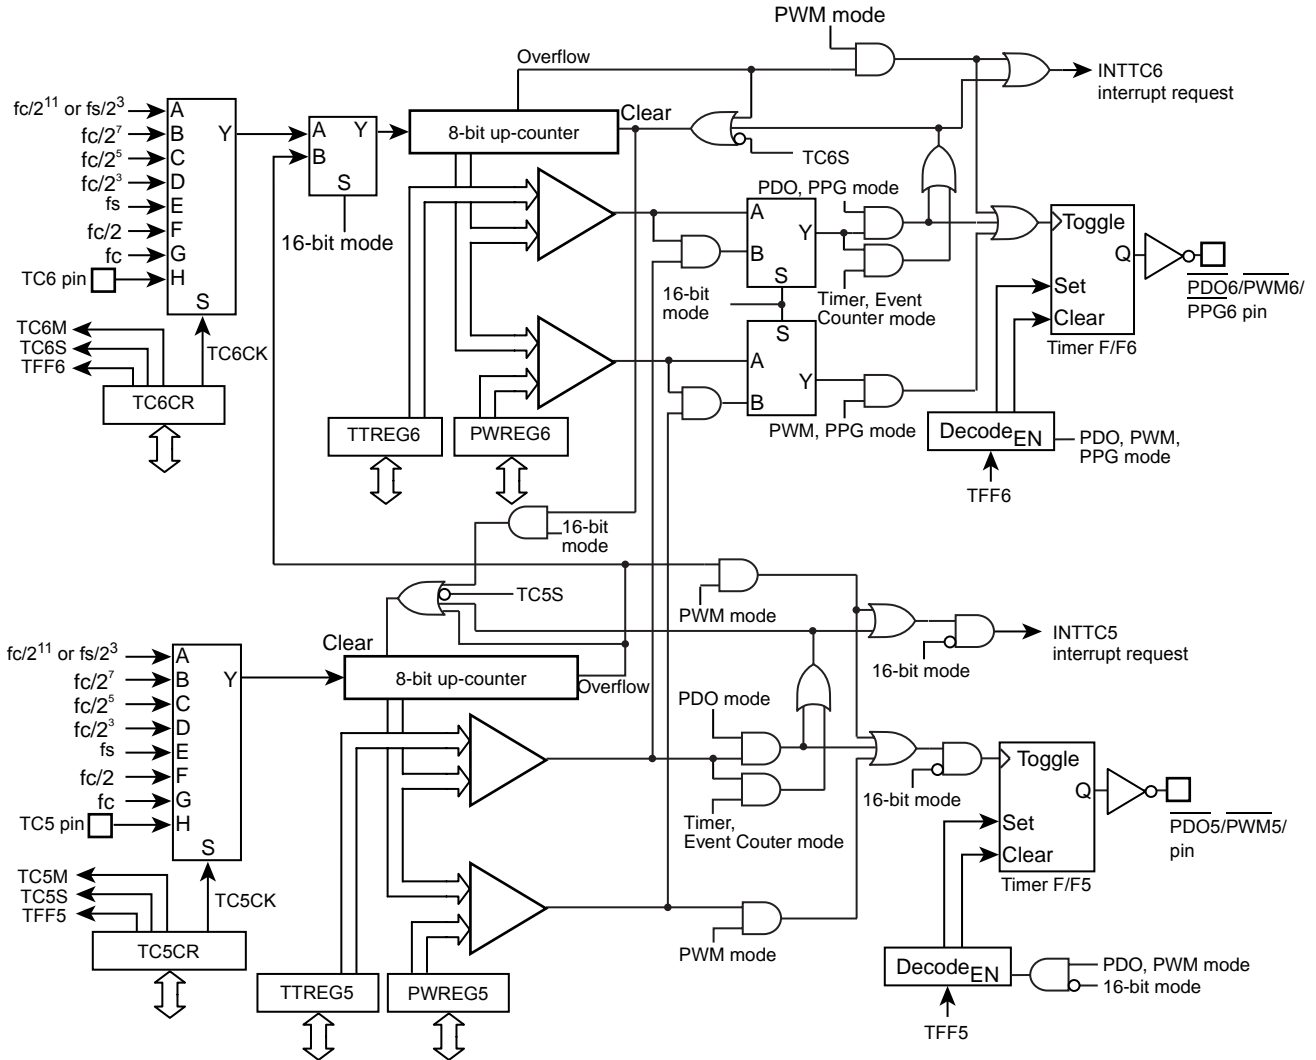 PWM mode
Overflow
INTTC6
interrupt request
fc/2¹¹ or fs/2³
fc/2⁷
fc/2⁵
fc/2³
fs
fc/2
fc
TC6 pin
A
B
C
D
E
F
G
H
Y
S
A
B
Y
S
16-bit mode
8-bit up-counter
Clear
TC6S
PDO, PPG mode
A
B
Y
S
16-bit
mode
Timer, Event
Counter mode
S
A
B
Y
PWM, PPG mode
Toggle
Q
Set
Clear
Timer F/F6
PDO6/PWM6/
PPG6 pin
TC6M
TC6S
TFF6
TC6CK
TC6CR
TTREG6
PWREG6
Decode EN
PDO, PWM,
PPG mode
TFF6
16-bit
mode
TC5S
PWM mode
INTTC5
interrupt request
16-bit mode
Clear
8-bit up-counter
Overflow
fc/2¹¹ or fs/2³
fc/2⁷
fc/2⁵
fc/2³
fs
fc/2
fc
TC5 pin
A
B
C
D
E
F
G
H
Y
S
PDO mode
Timer,
Event Couter mode
16-bit mode
Toggle
Q
Set
Clear
Timer F/F5
PDO5/PWM5/
pin
TC5M
TC5S
TFF5
TC5CK
TC5CR
TTREG5
PWREG5
PWM mode
Decode EN
PDO, PWM mode
16-bit mode
TFF5